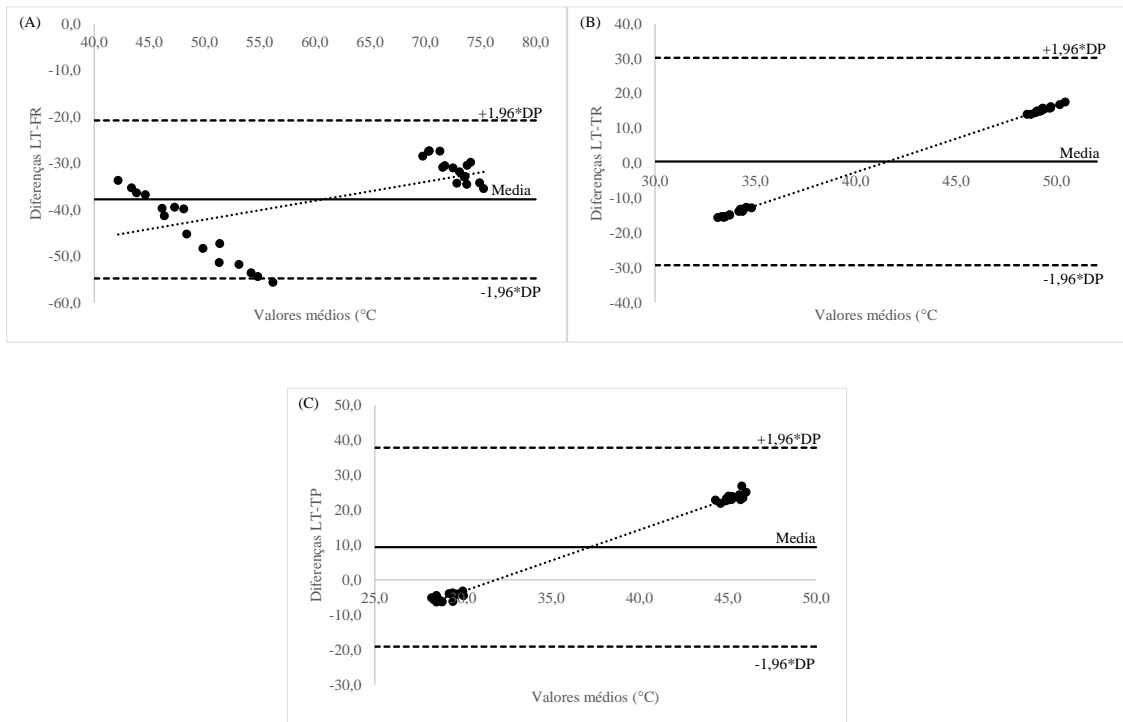 (A)
0,0
40,0 45,0 50,0 55,0 60,0 65,0 70,0 75,0 80,0
-10,0
-20,0
+1,96*DP
-30,0
Media
-40,0
-50,0
-1,96*DP
-60,0
Diferenças LT-FR
Valores médios (°C
(B)
40,0
30,0
+1,96*DP
20,0
10,0
Media
0,0
30,0 35,0 40,0 45,0 50,0
-10,0
-20,0
-30,0
-1,96*DP
-40,0
Diferenças LT-TR
Valores médios (°C
(C)
50,0
40,0
+1,96*DP
30,0
20,0
Media
10,0
0,0
25,0 30,0 35,0 40,0 45,0 50,0
-10,0
-20,0
-1,96*DP
-30,0
Diferenças LT-TP
Valores médios (°C)